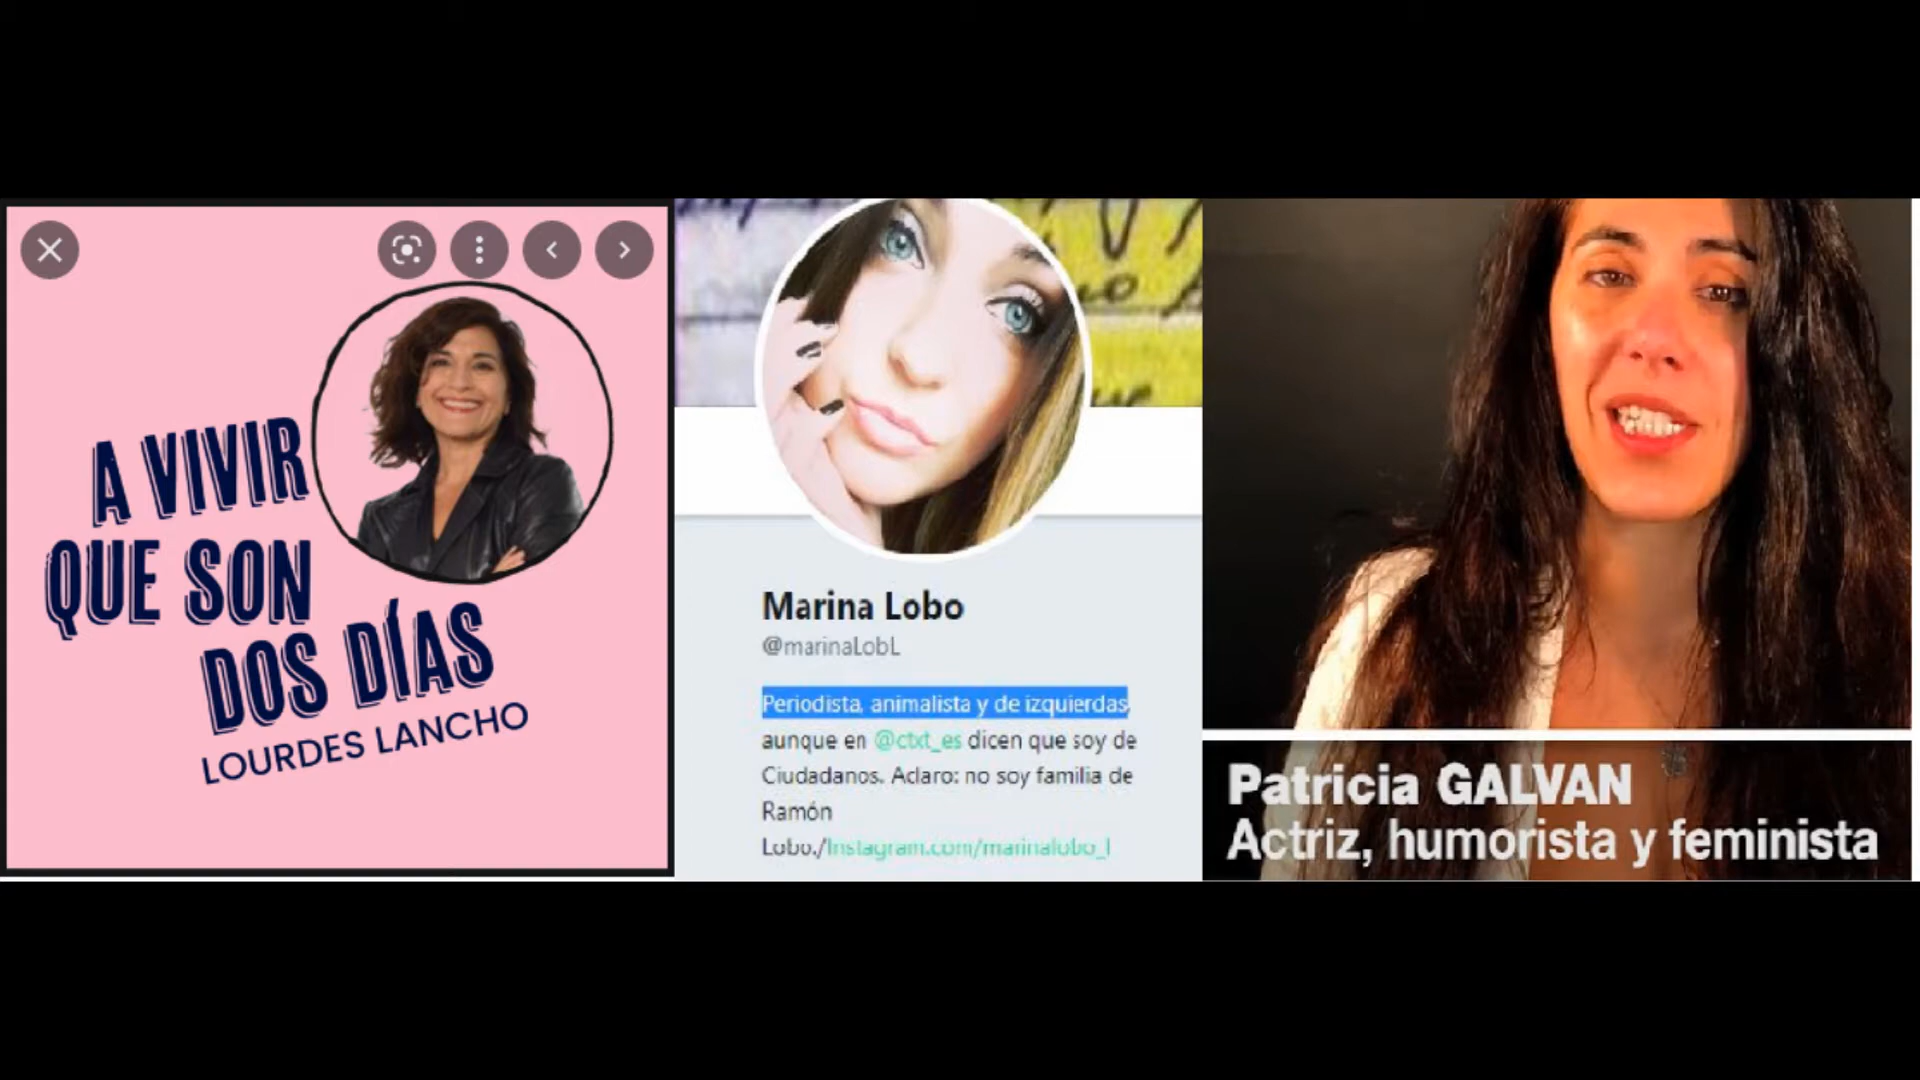 A VIVIR
QUE SON
DOS DÍAS
LOURDES LANCHO
Marina Lobo
@marinaLobL
Periodista, animalista y de izquierdas,
aunque en @ctxt_es dicen que soy de
Ciudadanos. Aclaro: no soy familia de
Ramón
Lobo./Instagram.com/marinalobo_l
Patricia GALVAN
Actriz, humorista y feminista